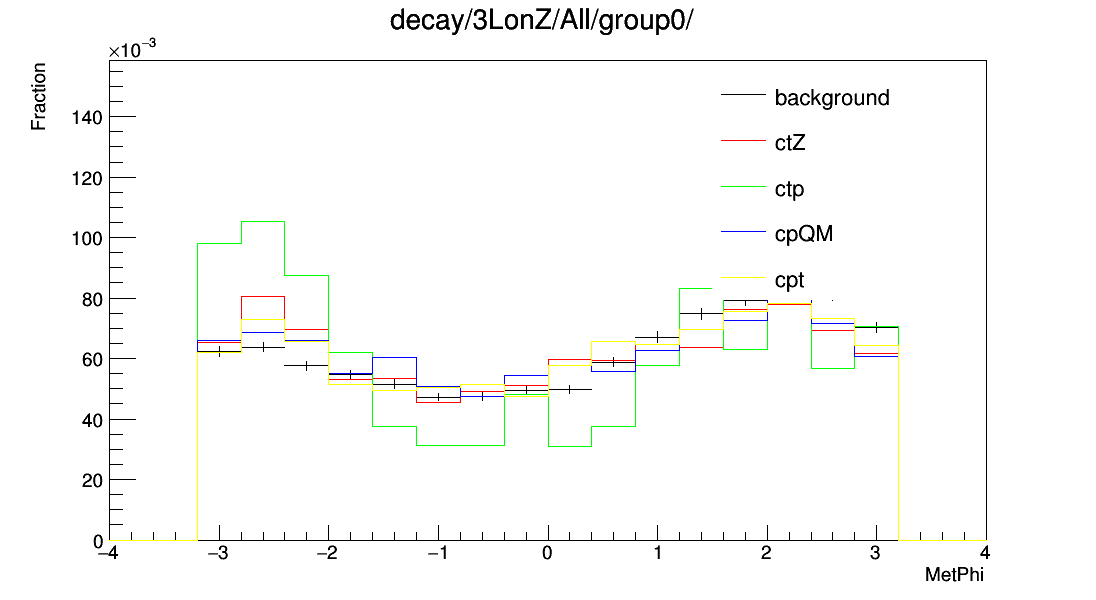 decay/3LonZ/All/group0/
×10⁻³
Fraction
background
ctZ
ctp
cpQM
cpt
140
120
100
80
60
40
20
0
−4 −3 −2 −1 0 1 2 3 4
MetPhi